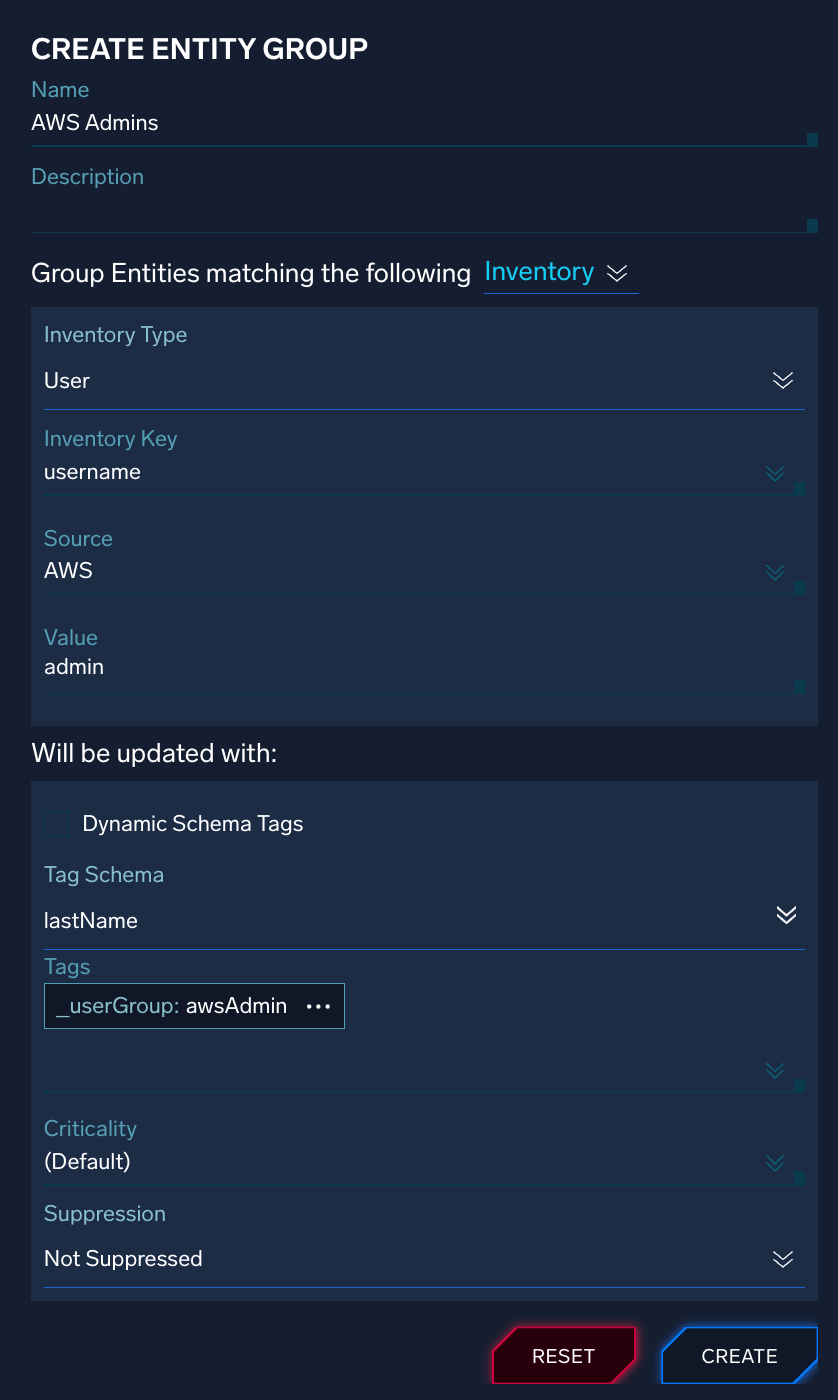 CREATE ENTITY GROUP
Name
AWS Admins
Description
Group Entities matching the following Inventory
Inventory Type
User
Inventory Key
username
Source
AWS
Value
admin
Will be updated with:
Dynamic Schema Tags
Tag Schema
lastName
Tags
_userGroup: awsAdmin ...
Criticality
(Default)
Suppression
Not Suppressed
RESET CREATE